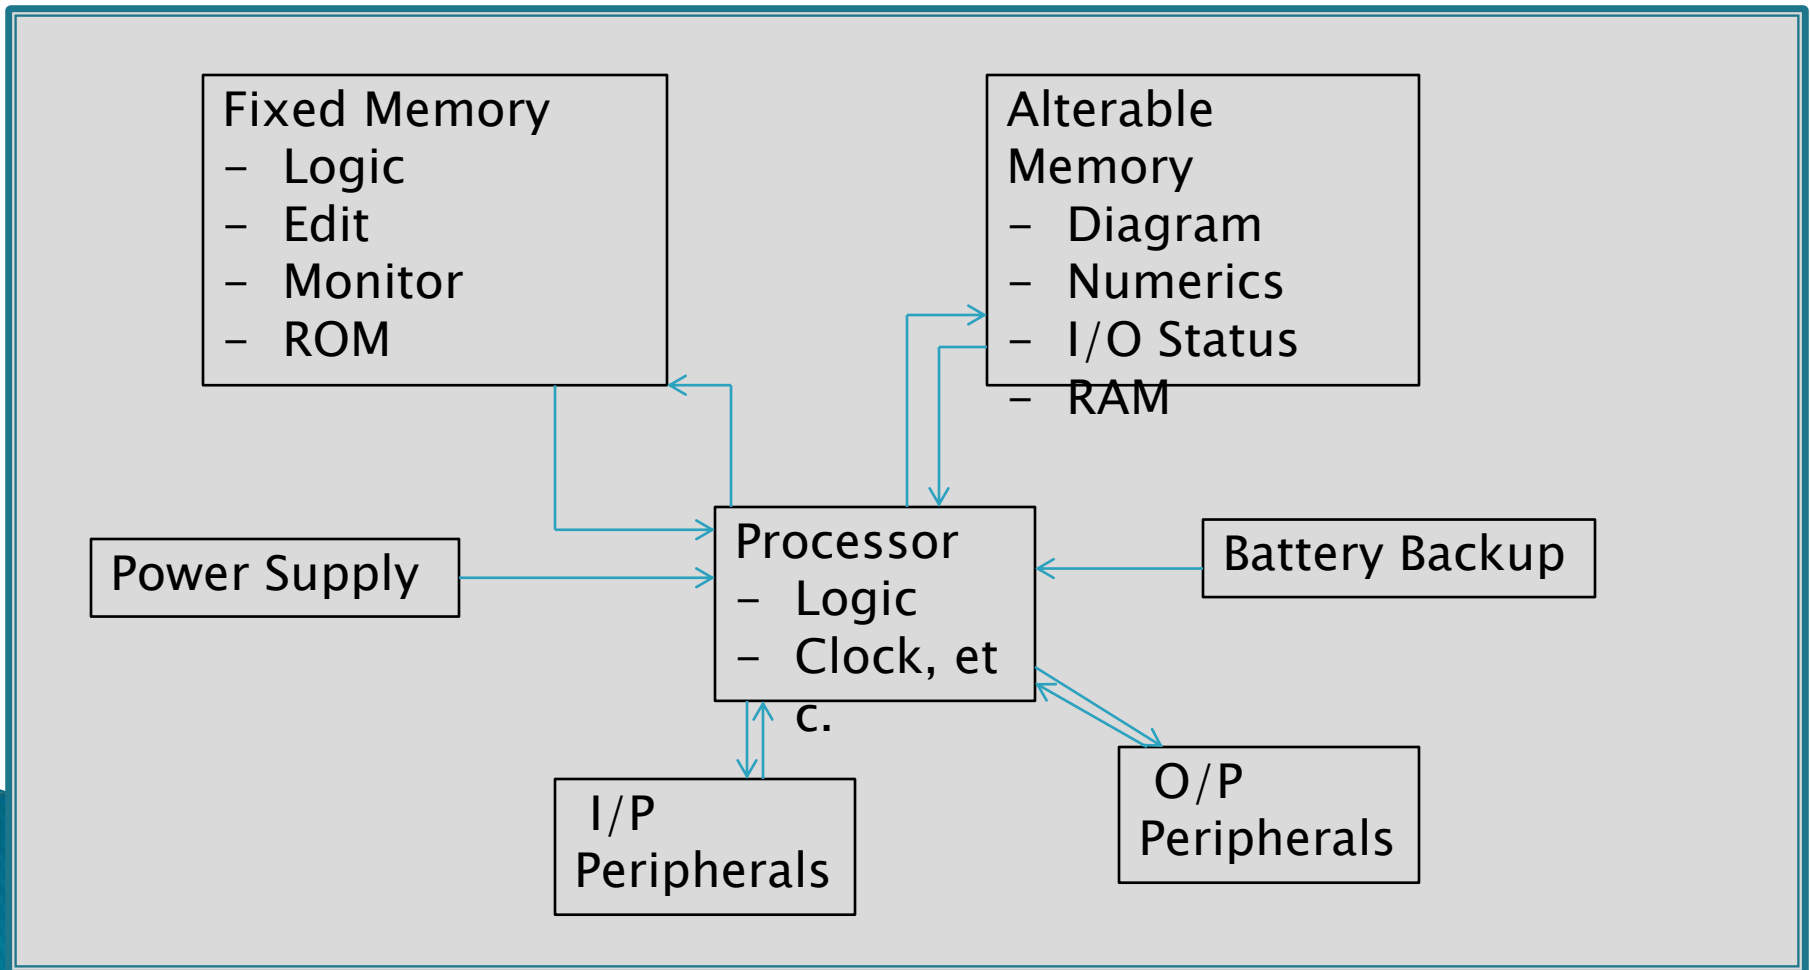 Fixed Memory
– Logic
– Edit
– Monitor
– ROM
Alterable
Memory
– Diagram
– Numerics
– I/O Status
– RAM
Power Supply
Processor
– Logic
– Clock, et
c.
Battery Backup
I/P
Peripherals
O/P
Peripherals